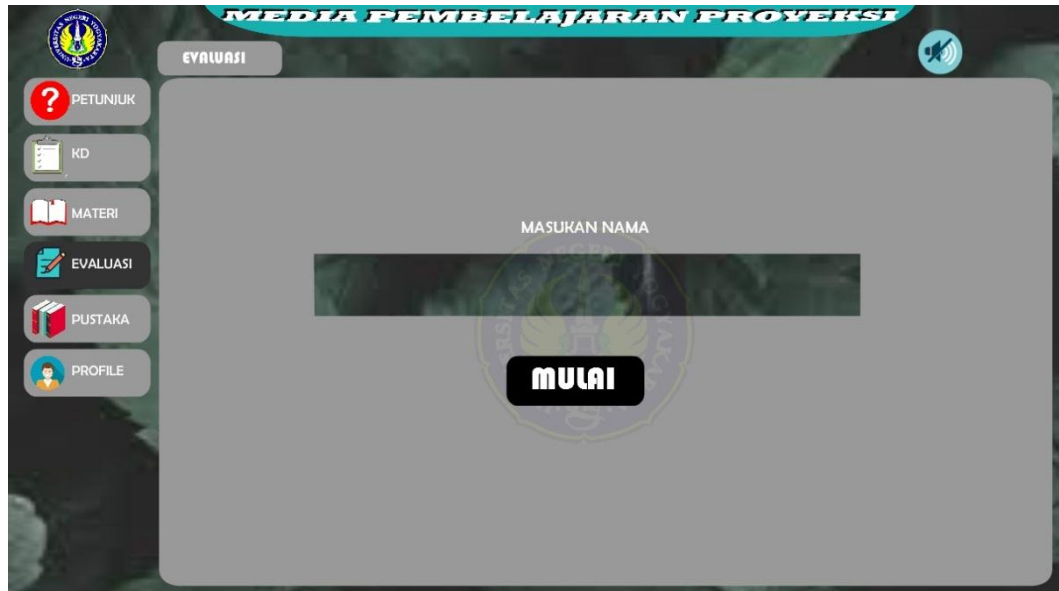 MEDIA PEMBELAJARAN PROYEKSI
EVALUASI
? PETUNJUK
KD
MATERI
EVALUASI
PUSTAKA
PROFILE
MASUKAN NAMA
MULAI